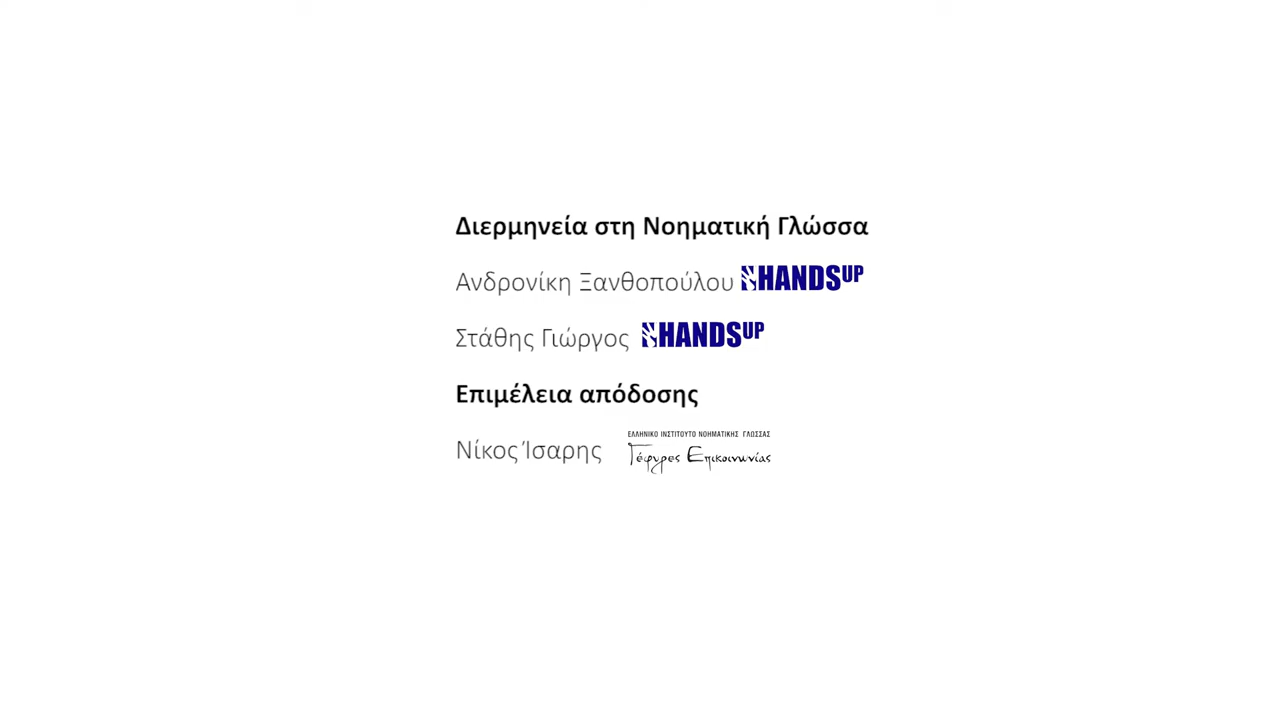 Διερμηνεία στη Νοηματική Γλώσσα
Ανδρονίκη Ξανθοπούλου HANDSUP
Στάθης Γιώργος HANDSUP
Επιμέλεια απόδοσης
Νίκος Ίσαρης
ΕΛΛΗΝΙΚΟ ΙΝΣΤΙΤΟΥΤΟ ΝΟΗΜΑΤΙΚΗΣ ΓΛΩΣΣΑΣ
Γέφυρες Επικοινωνίας